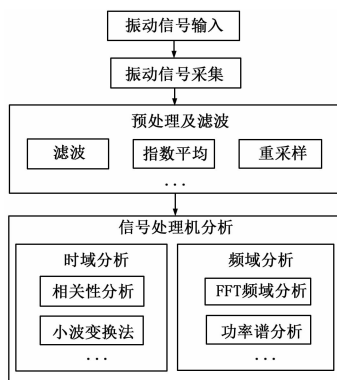 振动信号输入
振动信号采集
预处理及滤波
滤波 指数平均 重采样
...
信号处理机分析
时域分析 频域分析
相关性分析 FFT频域分析
小波变换法 功率谱分析
... ...